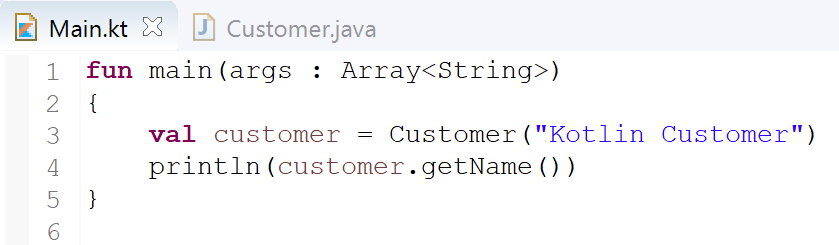 Main.kt Customer.java
1 fun main(args : Array<String>)
2 {
3     val customer = Customer("Kotlin Customer")
4     println(customer.getName())
5 }
6